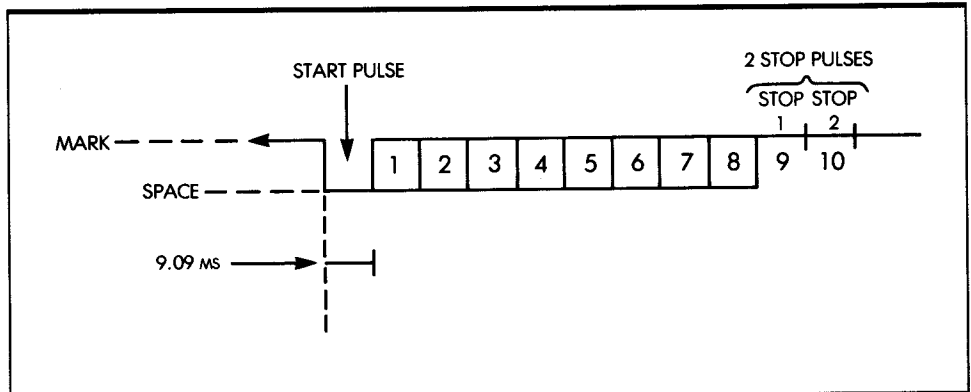 2 STOP PULSES
START PULSE
STOP STOP
1 2
MARK
1 2 3 4 5 6 7 8 9 10
SPACE
9.09 MS